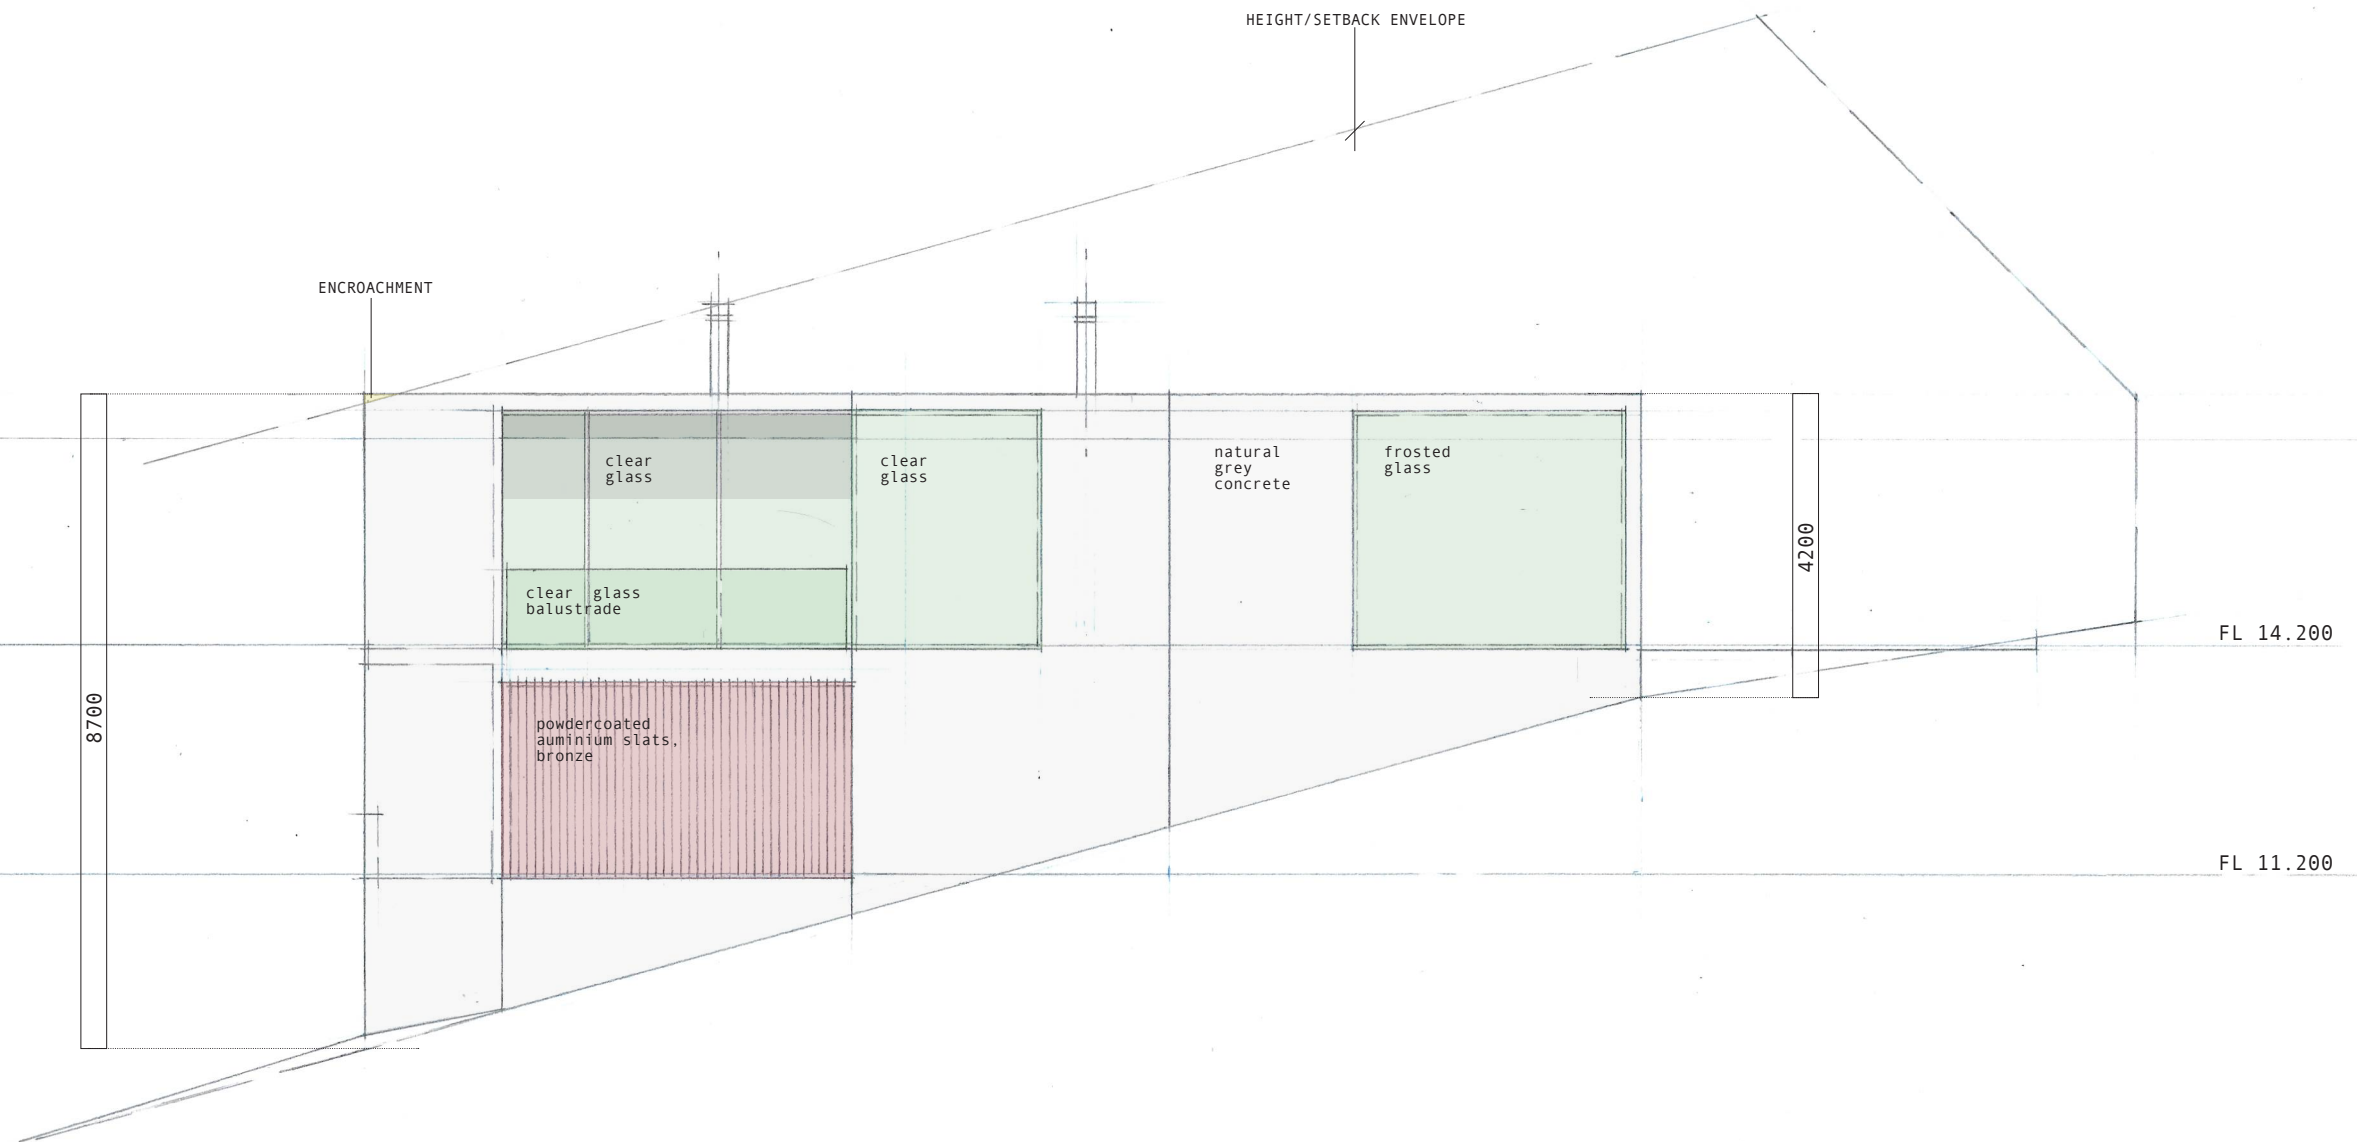 HEIGHT/SETBACK ENVELOPE
ENCROACHMENT
clear
glass
clear
glass
natural
grey
concrete
frosted
glass
4200
clear glass
balustrade
FL 14.200
8700
powdercoated
auminium slats,
bronze
FL 11.200